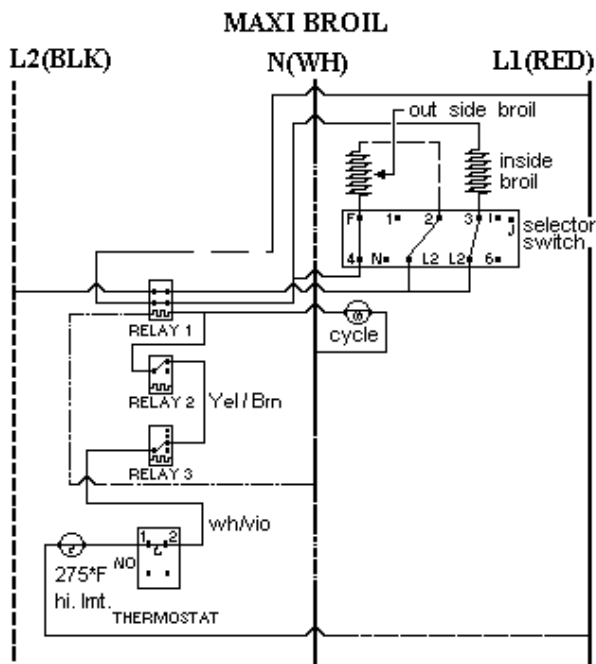 MAXI BROIL
L2(BLK) N(WH) L1(RED)
out side broil
inside
broil
F 1 2 3 I J
selector
switch
4 N L2 L2 6
RELAY 1
cycle
RELAY 2 Yel/Brn
RELAY 3
wh/vio
1 2
NO
275*F
hi. lmt.
THERMOSTAT